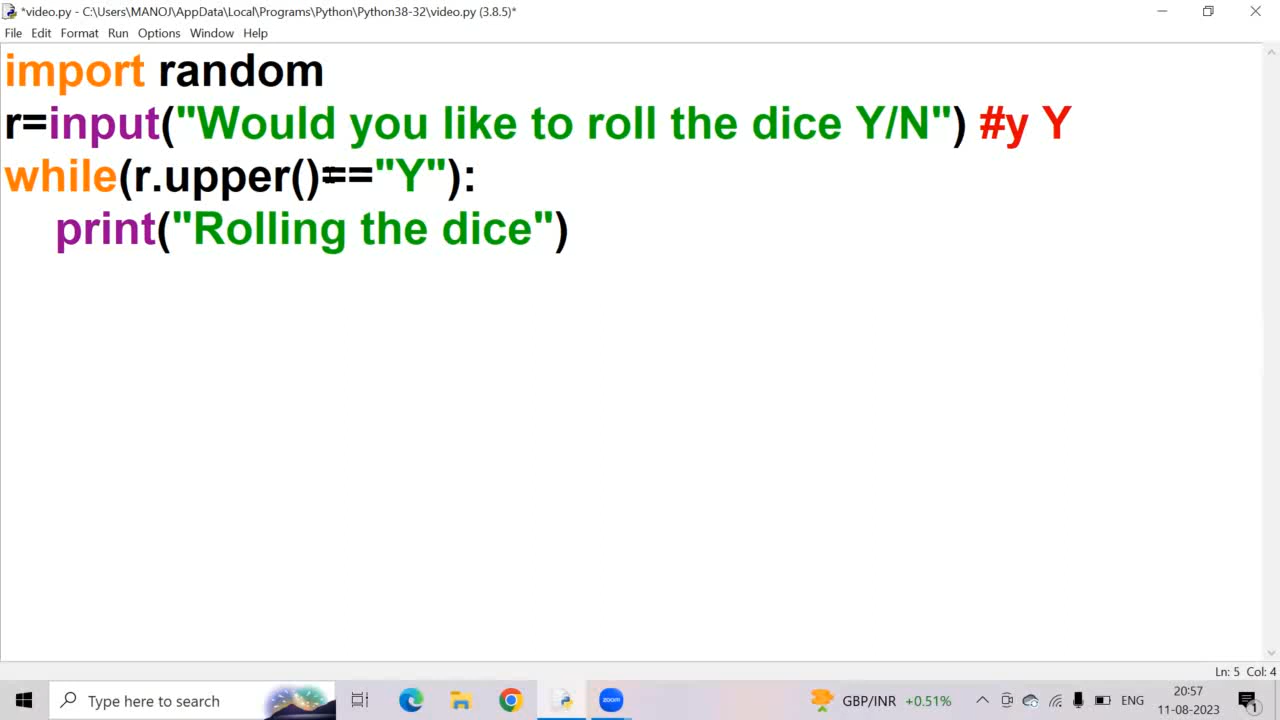 *video.py - C:\Users\MANOJ\AppData\Local\Programs\Python\Python38-32\video.py (3.8.5)*
File Edit Format Run Options Window Help
import random
r=input("Would you like to roll the dice Y/N") #y Y
while(r.upper()=="Y"):
    print("Rolling the dice")
Ln: 5 Col: 4
Type here to search
zoom
GBP/INR +0.51%
ENG
20:57
11-08-2023
1